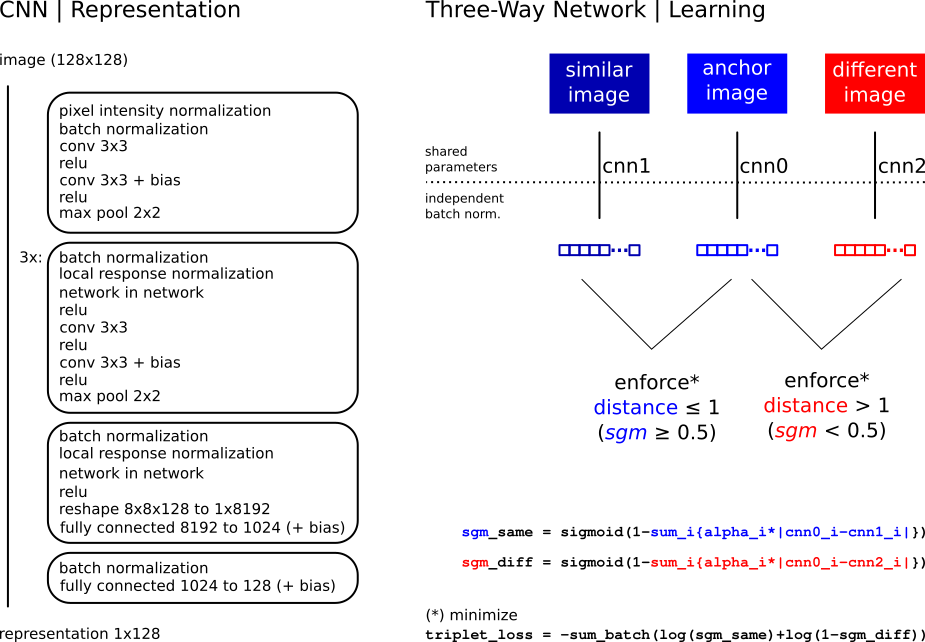 CNN | Representation
image (128x128)
pixel intensity normalization
batch normalization
conv 3x3
relu
conv 3x3 + bias
relu
max pool 2x2
3x:
batch normalization
local response normalization
network in network
relu
conv 3x3
relu
conv 3x3 + bias
relu
max pool 2x2
batch normalization
local response normalization
network in network
relu
reshape 8x8x128 to 1x8192
fully connected 8192 to 1024 (+ bias)
batch normalization
fully connected 1024 to 128 (+ bias)
representation 1x128
Three-Way Network | Learning
similar
image
anchor
image
different
image
shared
parameters
cnn1
cnn0
cnn2
independent
batch norm.
enforce*
distance ≤ 1
(sgm ≥ 0.5)
enforce*
distance > 1
(sgm < 0.5)
sgm_same = sigmoid(1-sum_i{alpha_i*|cnn0_i-cnn1_i|})
sgm_diff = sigmoid(1-sum_i{alpha_i*|cnn0_i-cnn2_i|})
(*) minimize
triplet_loss = -sum_batch(log(sgm_same)+log(1-sgm_diff))